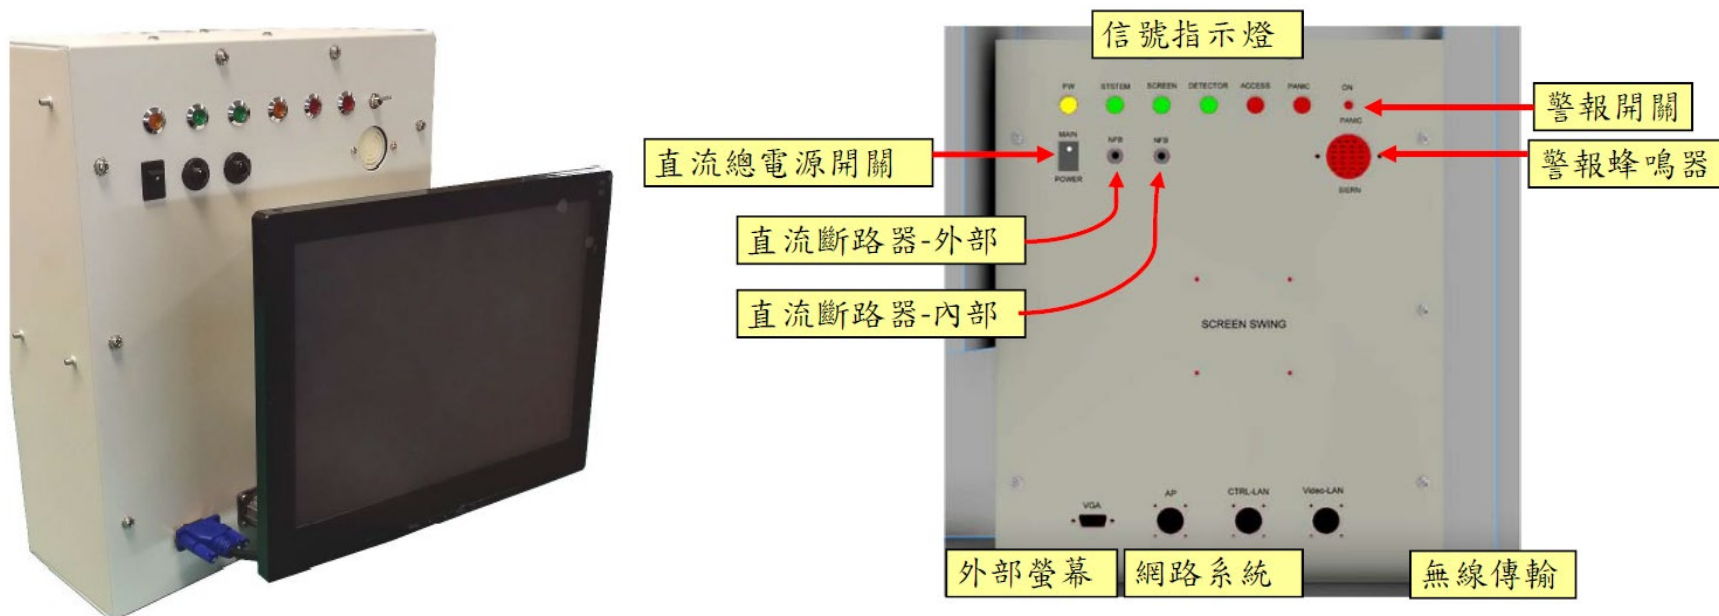 信號指示燈
PW SYSTEM SCREEN DETECTOR ACCESS PANIC ON
警報開關
PANIC
MAIN NFB NFB
直流總電源開關
警報蜂鳴器
POWER
SIERN
直流斷路器-外部
直流斷路器-內部
SCREEN SWING
VGA AP CTRL-LAN Video-LAN
外部螢幕 網路系統 無線傳輸